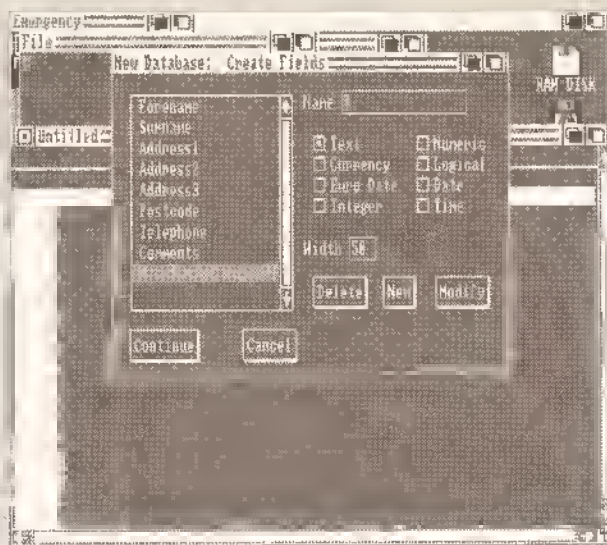 Emergency
File
New Database: Create Fields
RAM DISK
Untitled
Forename
Surname
Address1
Address2
Address3
Postcode
Telephone
Comments
Name
Text
Numeric
Currency
Logical
Euro Date
Date
Integer
Time
Width 50
Delete
New
Modify
Continue
Cancel